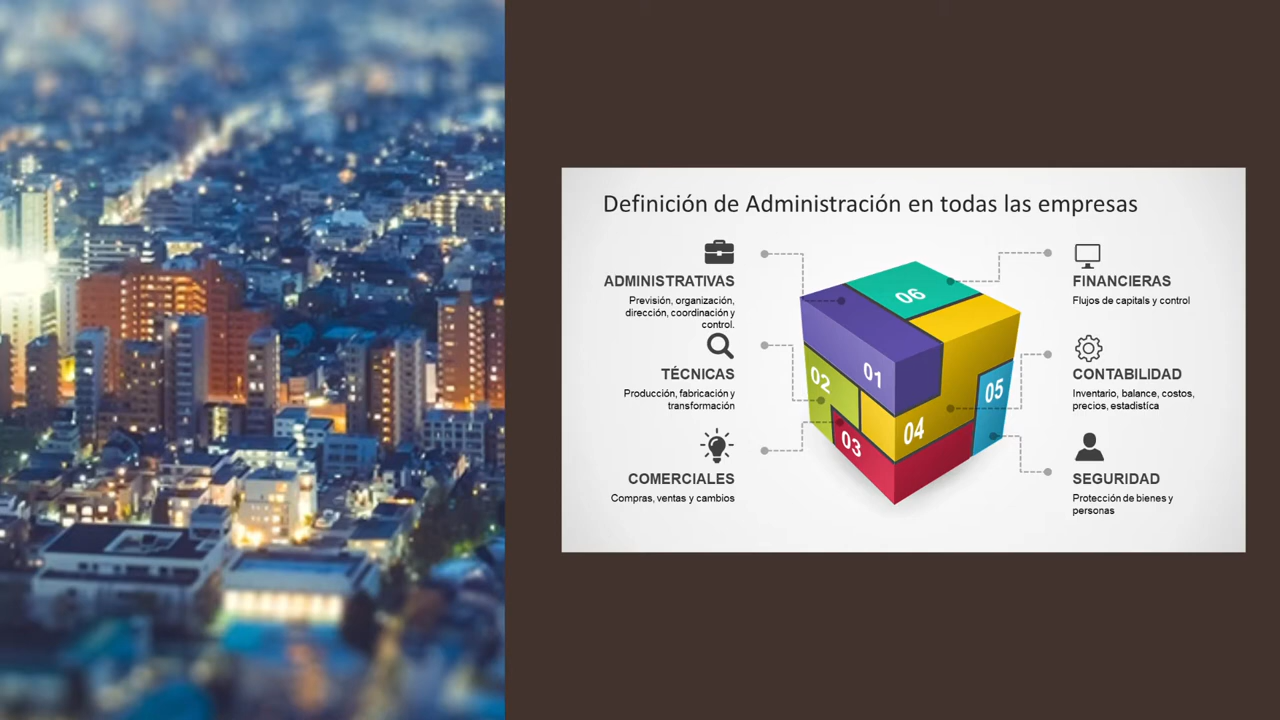 Definición de Administración en todas las empresas
ADMINISTRATIVAS
Previsión, organización,
dirección, coordinación y
control.
TÉCNICAS
Producción, fabricación y
transformación
COMERCIALES
Compras, ventas y cambios
06
01
02
05
04
03
FINANCIERAS
Flujos de capitals y control
CONTABILIDAD
Inventario, balance, costos,
precios, estadistíca
SEGURIDAD
Protección de bienes y
personas